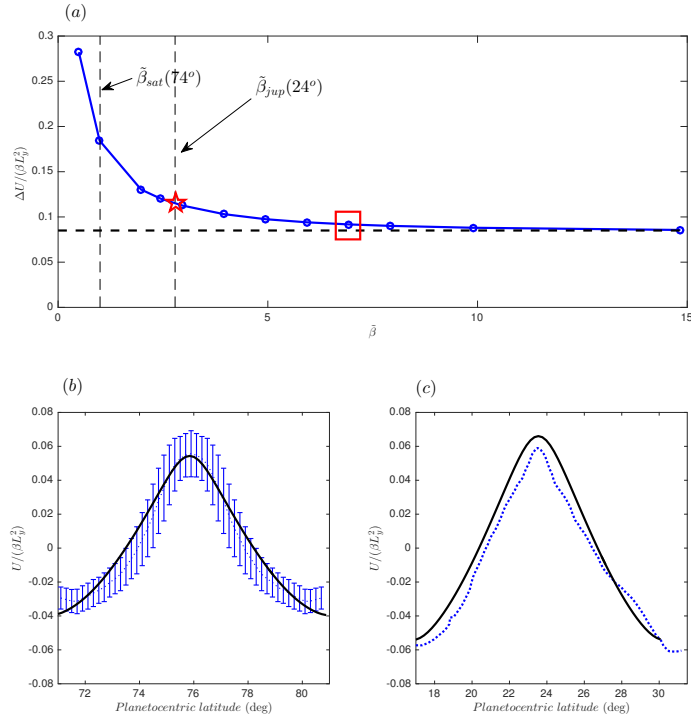 (a)
0.3
0.25
0.2
0.15
0.1
0.05
0
ΔU/(βL_y^2)
β̃_sat(74^o)
β̃_jup(24^o)
0 5 10 15
β̃
(b) (c)
0.08 0.08
0.06 0.06
0.04 0.04
0.02 0.02
0 0
-0.02 -0.02
-0.04 -0.04
-0.06 -0.06
-0.08 -0.08
U/(βL_y^2) U/(βL_y^2)
72 74 76 78 80 18 20 22 24 26 28 30
Planetocentric latitude (deg) Planetocentric latitude (deg)